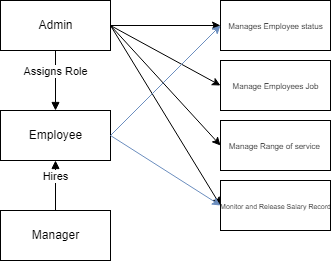 Admin
Manages Employee status
Assigns Role
Manage Employees Job
Employee
Manage Range of service
Hires
Monitor and Release Salary Record
Manager